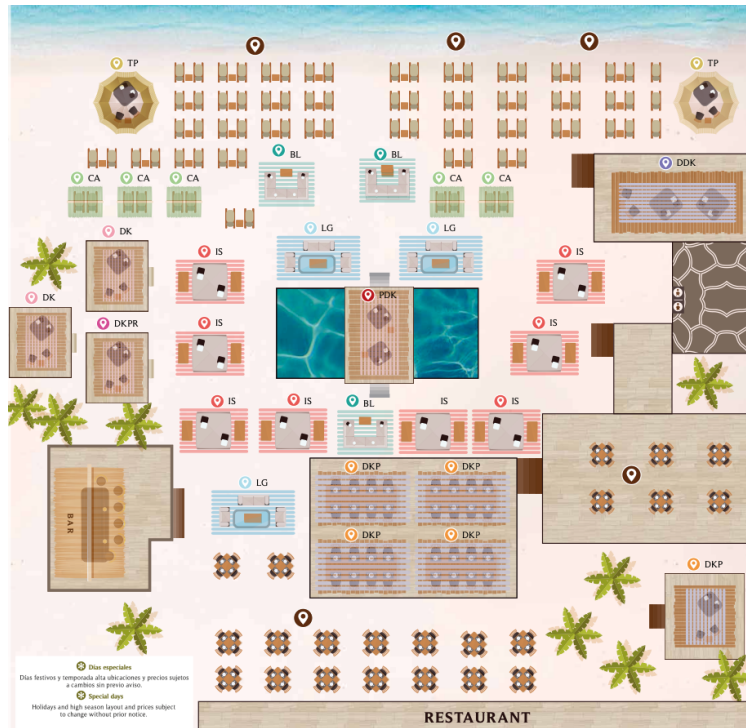 TP
TP
BL
BL
DDK
CA
CA
CA
CA
CA
DK
LG
LG
IS
IS
DK
DKPR
PDK
IS
IS
IS
IS
BL
IS
IS
DKP
DKP
LG
BAR
DKP
DKP
DKP
Días especiales
Días festivos y temporada alta ubicaciones y precios sujetos
a cambios sin previo aviso.
Special days
Holidays and high season layout and prices subject
to change without prior notice.
RESTAURANT